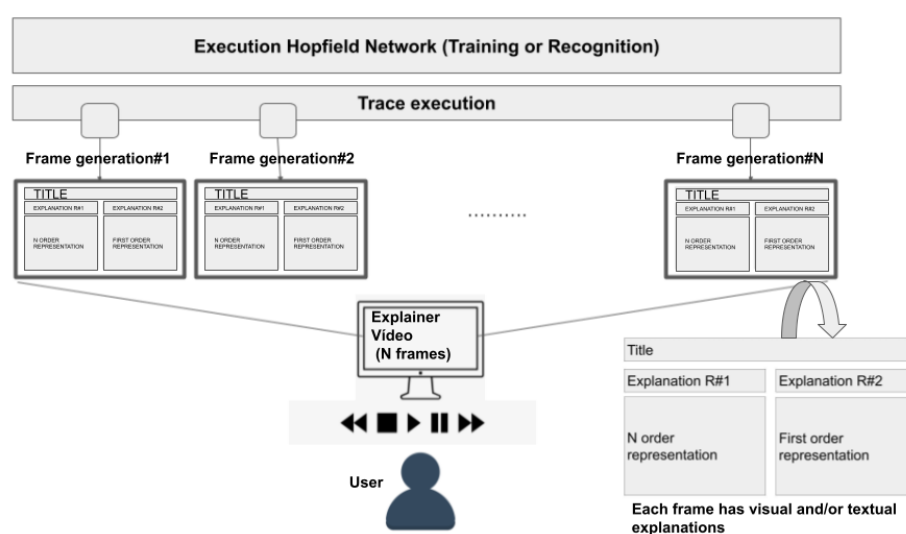 Execution Hopfield Network (Training or Recognition)
Trace execution
Frame generation#1
Frame generation#2
Frame generation#N
TITLE
EXPLANATION R#1
EXPLANATION R#2
N ORDER
REPRESENTATION
FIRST ORDER
REPRESENTATION
TITLE
EXPLANATION R#1
EXPLANATION R#2
N ORDER
REPRESENTATION
FIRST ORDER
REPRESENTATION
..........
TITLE
EXPLANATION R#1
EXPLANATION R#2
N ORDER
REPRESENTATION
FIRST ORDER
REPRESENTATION
Explainer
Vídeo
(N frames)
User
Title
Explanation R#1
Explanation R#2
N order
representation
First order
representation
Each frame has visual and/or textual
explanations